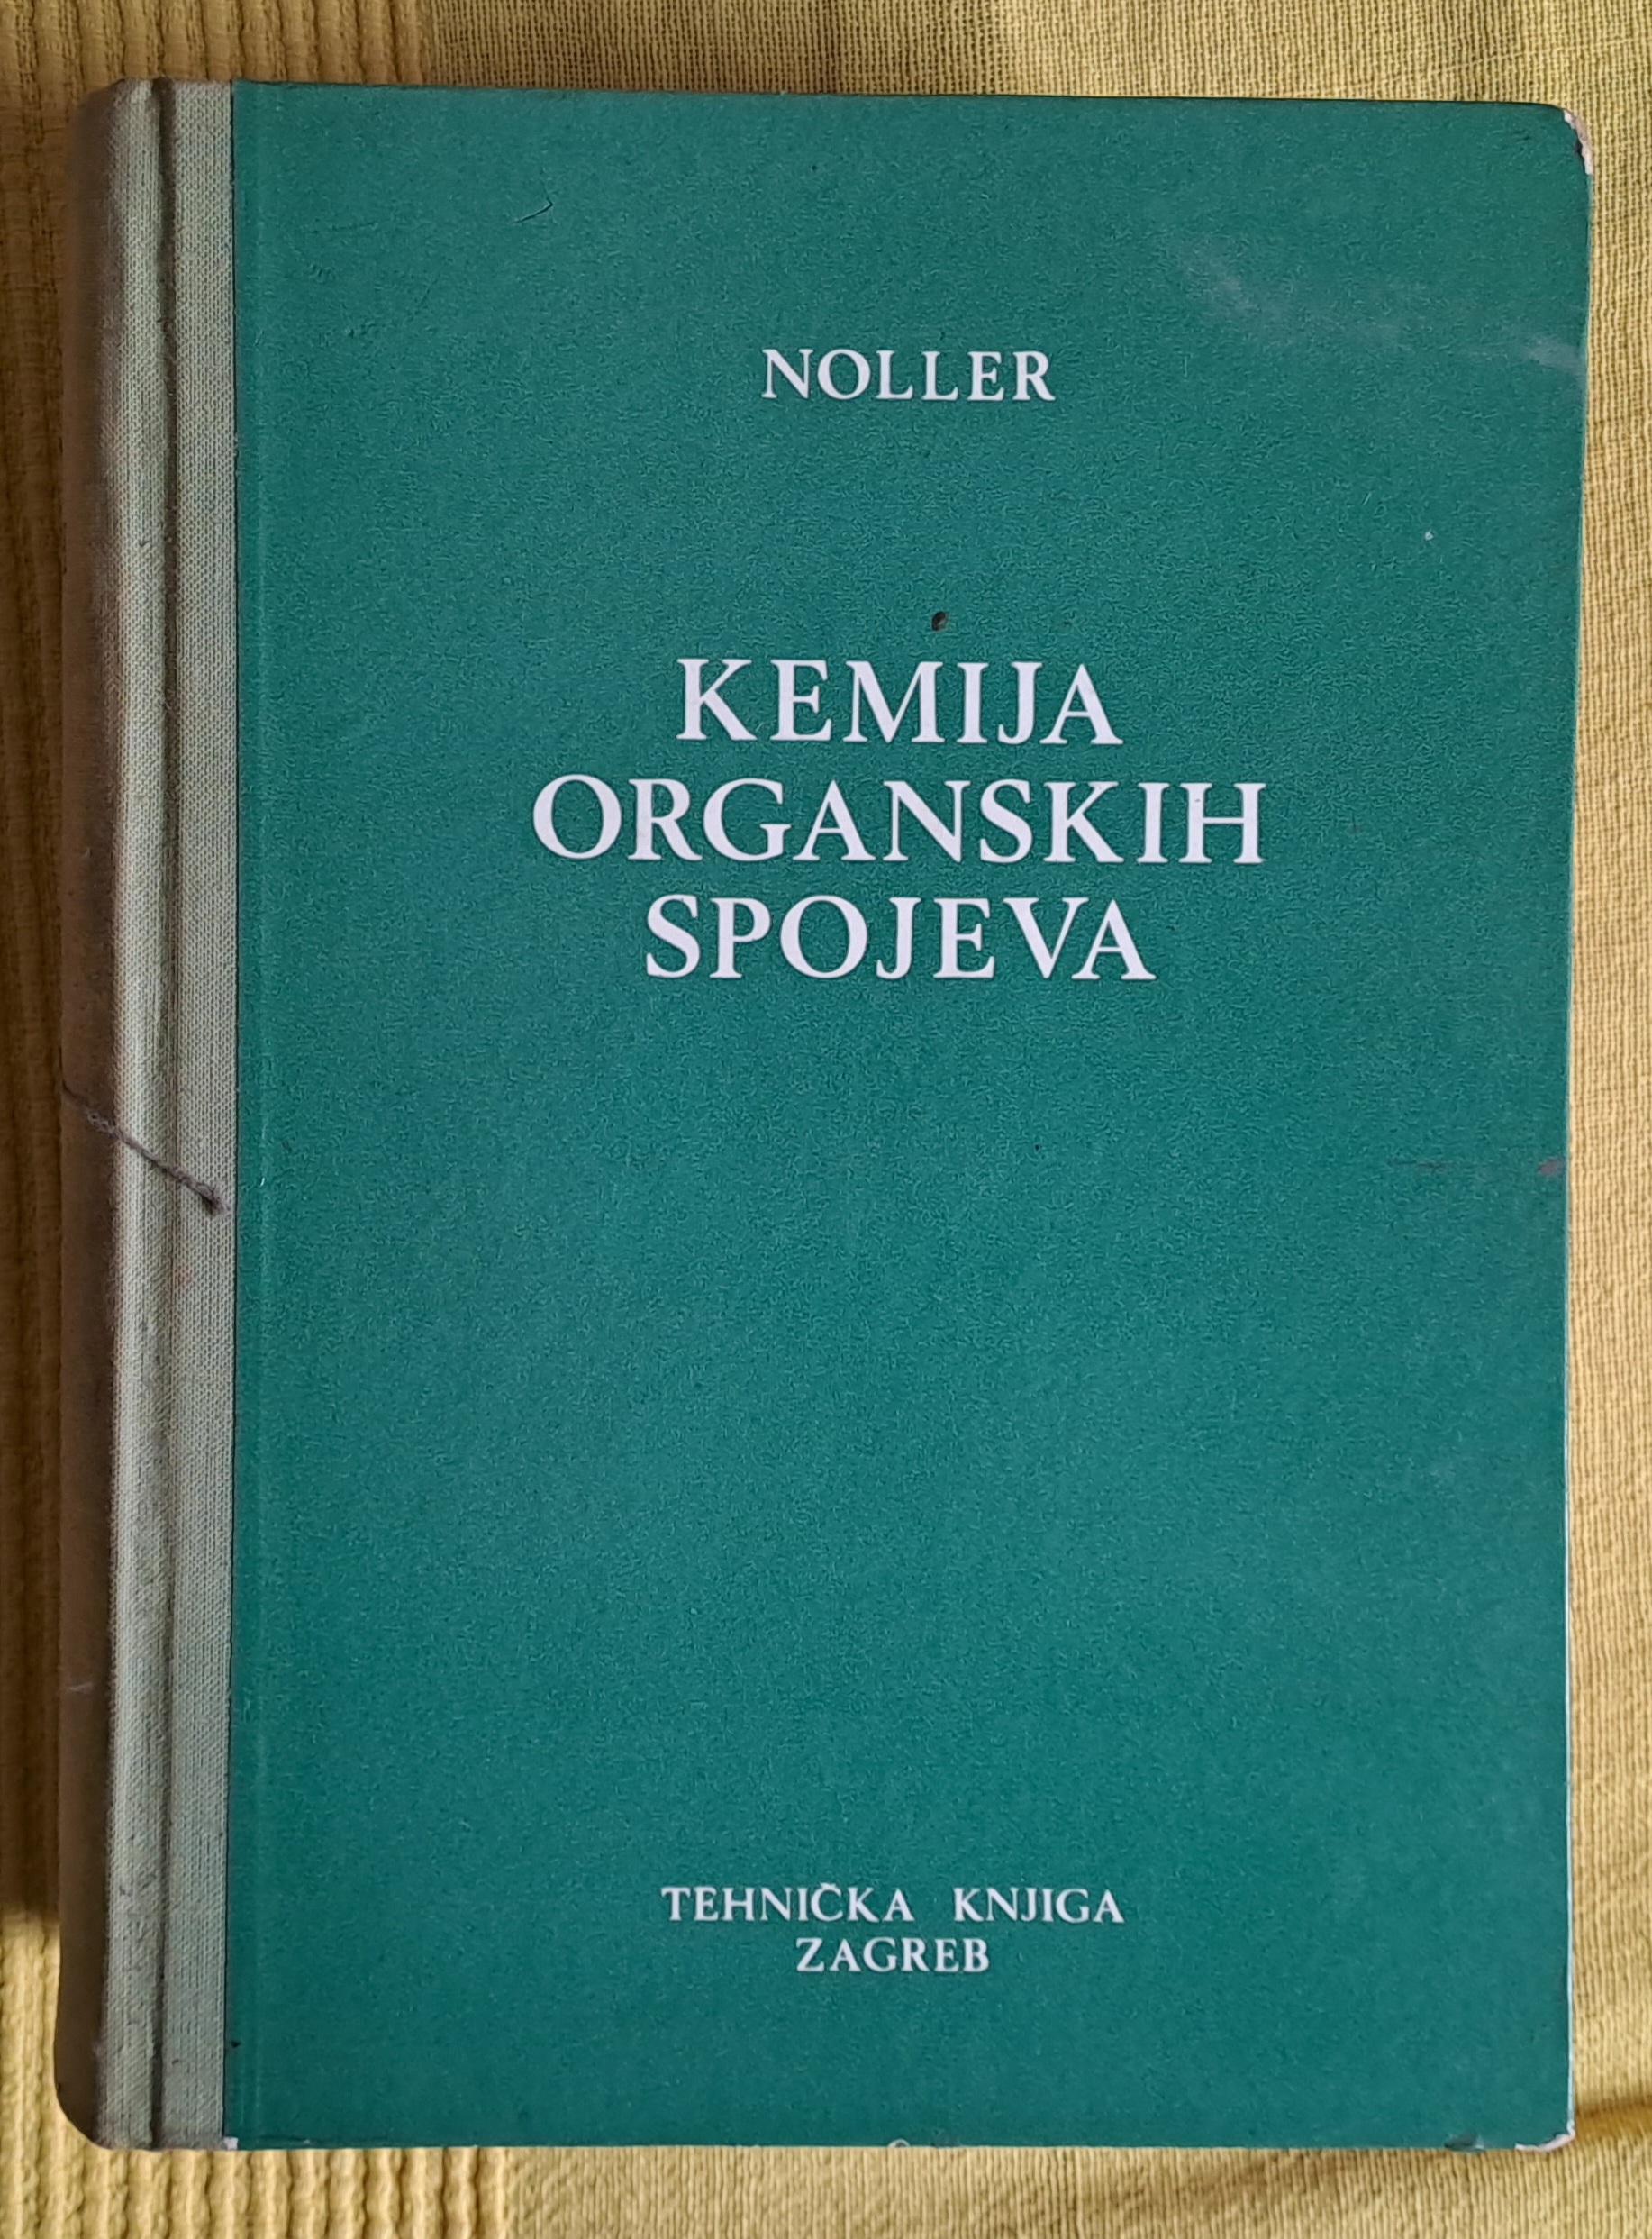 NOLLER
KEMIJA
ORGANSKIH
SPOJEVA
TEHNIČKA KNJIGA
ZAGREB